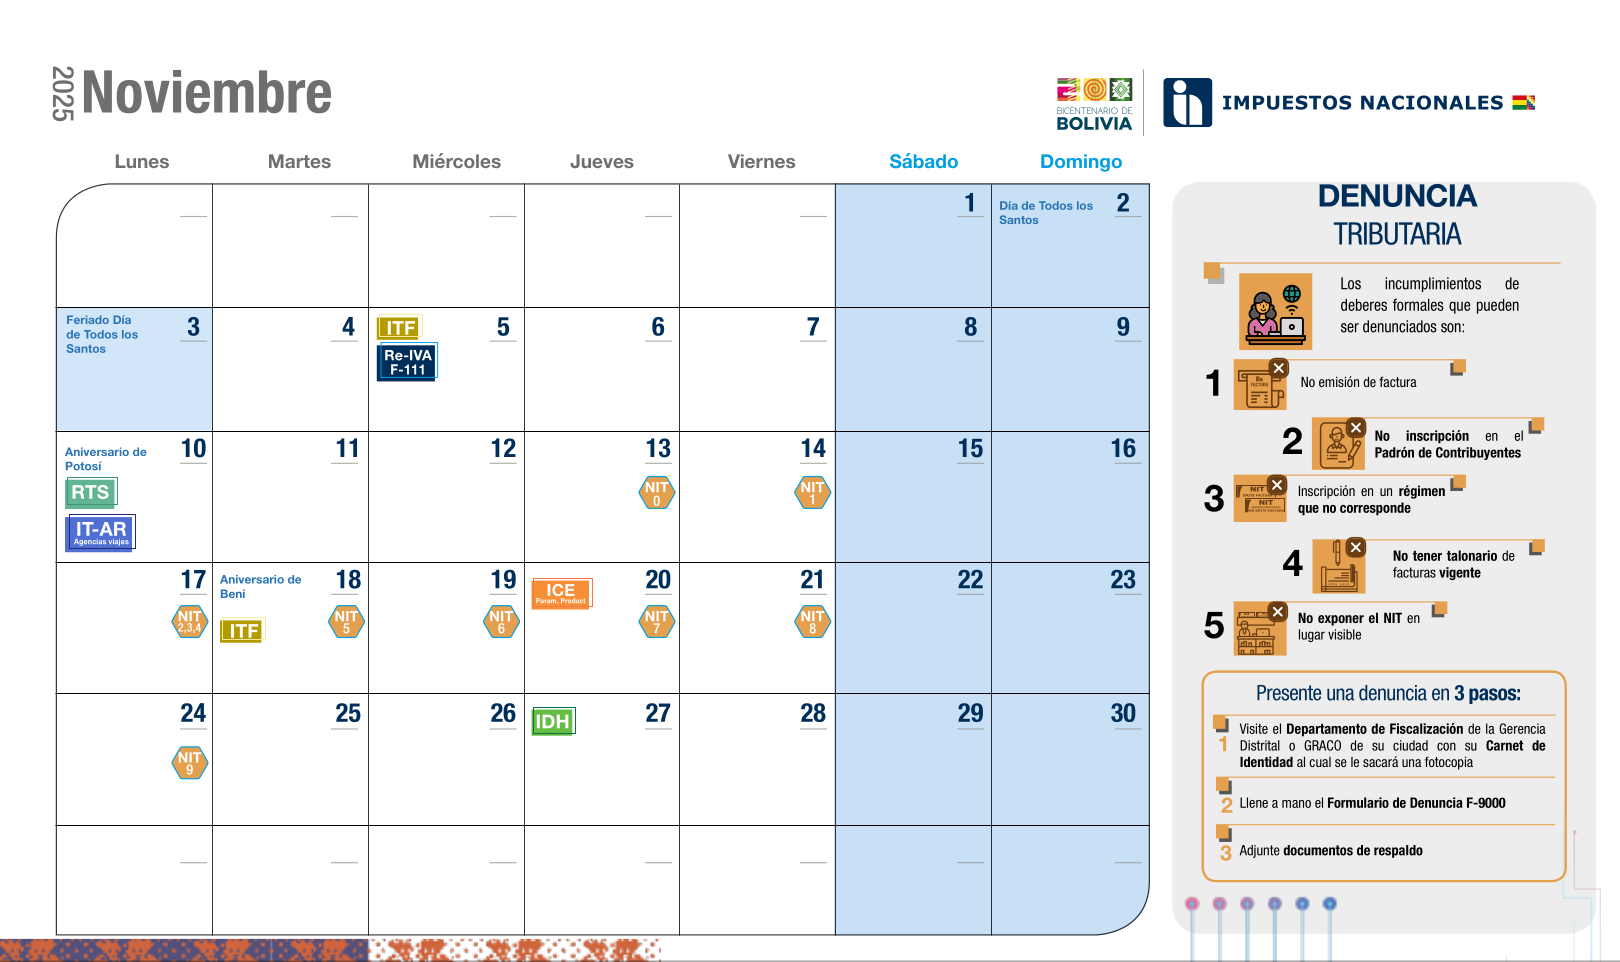 2025
Noviembre
BICENTENARIO DE
BOLIVIA
IMPUESTOS NACIONALES
Lunes
Martes
Miércoles
Jueves
Viernes
Sábado
Domingo
1
Día de Todos los
Santos
2
Feriado Día
de Todos los
Santos
3
4
ITF
Re-IVA
F-111
5
6
7
8
9
Aniversario de
Potosí
10
RTS
IT-AR
Agencias viajes
11
12
13
NIT
0
14
NIT
1
15
16
17
NIT
2,3,4
Aniversario de
Beni
18
ITF
NIT
5
19
NIT
6
ICE
Param. Product
20
NIT
7
21
NIT
8
22
23
24
NIT
9
25
26
IDH
27
28
29
30
DENUNCIA
TRIBUTARIA
Los incumplimientos de
deberes formales que pueden
ser denunciados son:
1
FACTURA
No emisión de factura
2
No inscripción en el
Padrón de Contribuyentes
3
NIT
NIT
Inscripción en un régimen
que no corresponde
4
No tener talonario de
facturas vigente
5
No exponer el NIT en
lugar visible
Presente una denuncia en 3 pasos:
1
Visite el Departamento de Fiscalización de la Gerencia
Distrital o GRACO de su ciudad con su Carnet de
Identidad al cual se le sacará una fotocopia
2
Llene a mano el Formulario de Denuncia F-9000
3
Adjunte documentos de respaldo